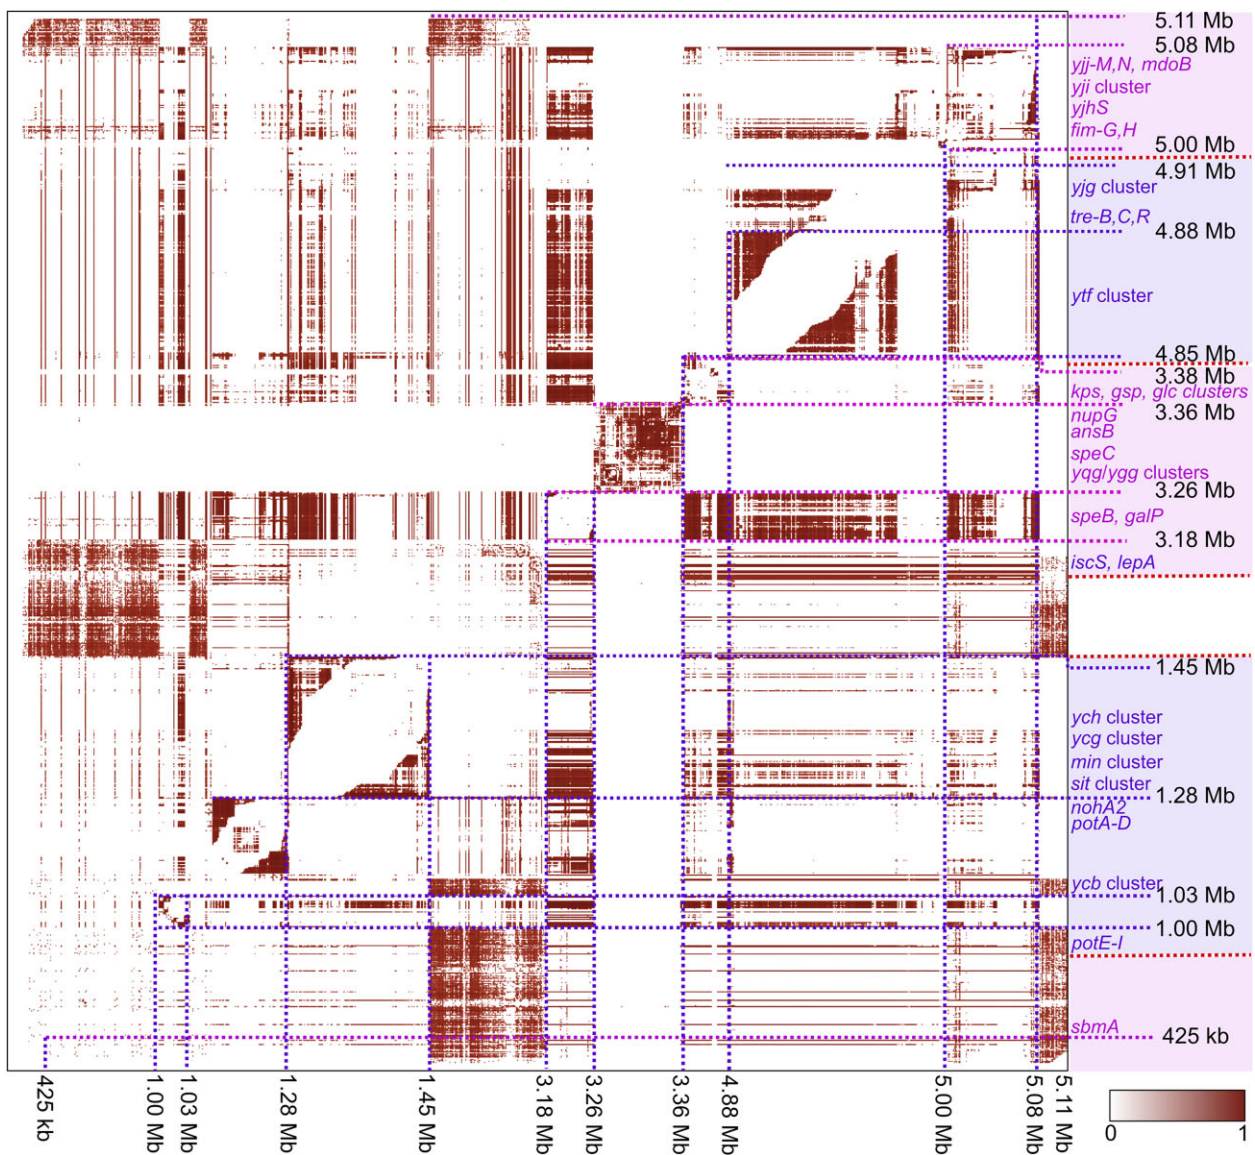 5.11 Mb
5.08 Mb
yjj-M,N, mdoB
yji cluster
yjhS
fim-G,H
5.00 Mb
4.91 Mb
yjg cluster
tre-B,C,R
4.88 Mb
ytf cluster
4.85 Mb
3.38 Mb
kps, gsp, glc clusters
3.36 Mb
nupG
ansB
speC
yqg/ygg clusters
3.26 Mb
speB, galP
3.18 Mb
iscS, lepA
1.45 Mb
ych cluster
ycg cluster
min cluster
sit cluster
1.28 Mb
nohA2
potA-D
ycb cluster
1.03 Mb
1.00 Mb
potE-I
sbmA
425 kb
425 kb
1.00 Mb
1.03 Mb
1.28 Mb
1.45 Mb
3.18 Mb
3.26 Mb
3.36 Mb
4.88 Mb
5.00 Mb
5.08 Mb
5.11 Mb
0
1